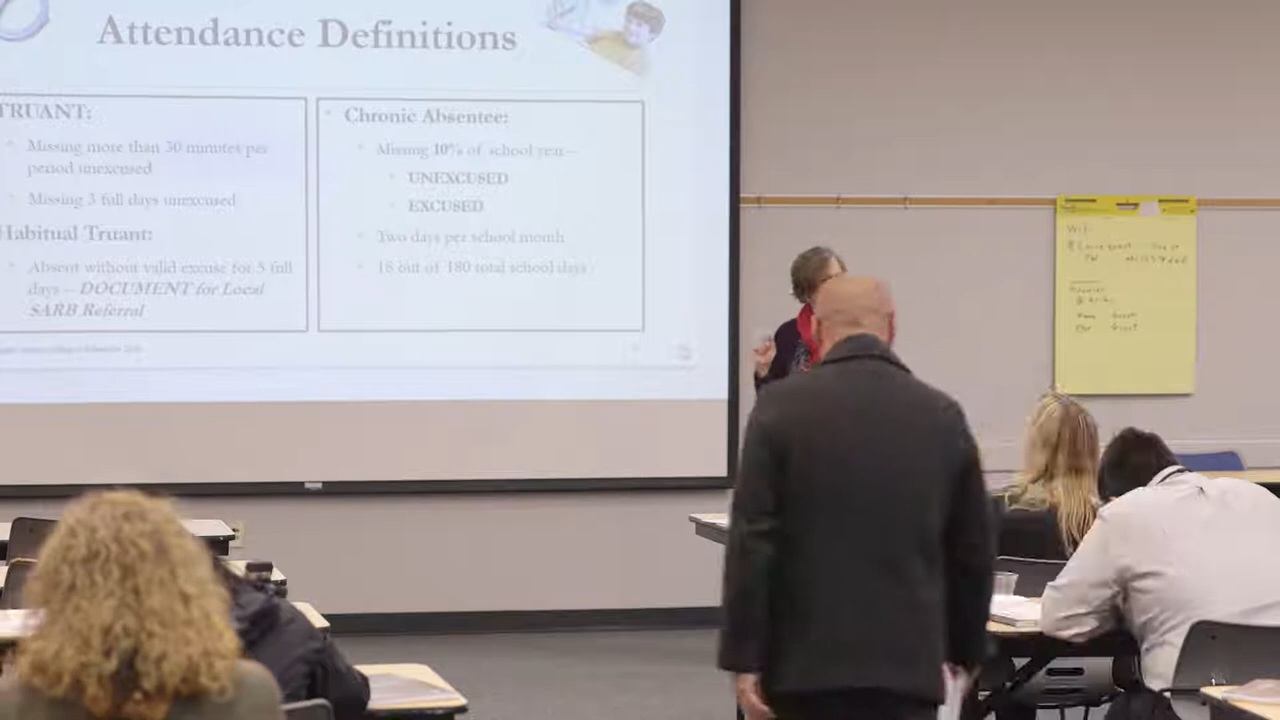 Attendance Definitions
TRUANT:
Missing more than 30 minutes per
period unexcused
Missing 3 full days unexcused
Habitual Truant:
Absent without valid excuse for 5 full
days – DOCUMENT for Local
SARB Referral
Chronic Absentee:
Missing 10% of school year –
UNEXCUSED
EXCUSED
Two days per school month
18 out of 180 total school days